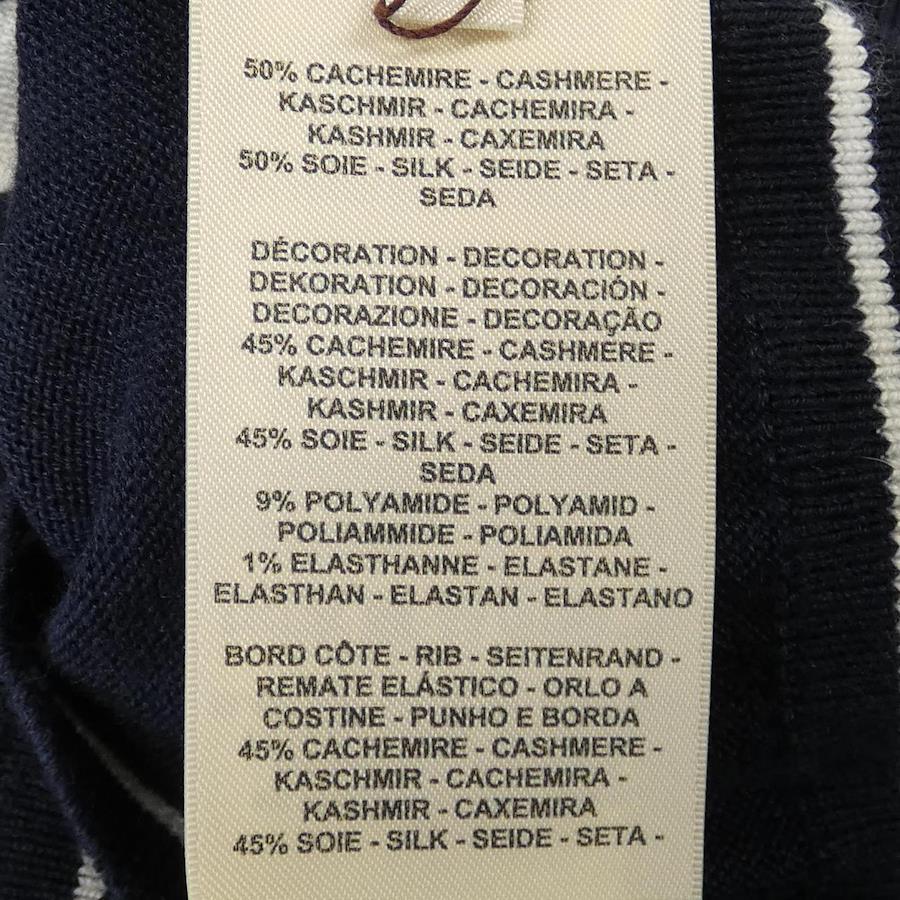 50% CACHEMIRE - CASHMERE -
KASCHMIR - CACHEMIRA -
KASHMIR - CAXEMIRA
50% SOIE - SILK - SEIDE - SETA -
SEDA
DÉCORATION - DECORATION -
DEKORATION - DECORACIÓN -
DECORAZIONE - DECORAÇÃO
45% CACHEMIRE - CASHMERE -
KASCHMIR - CACHEMIRA -
KASHMIR - CAXEMIRA
45% SOIE - SILK - SEIDE - SETA -
SEDA
9% POLYAMIDE - POLYAMID -
POLIAMMIDE - POLIAMIDA
1% ELASTHANNE - ELASTANE -
ELASTHAN - ELASTAN - ELASTANO
BORD CÔTE - RIB - SEITENRAND -
REMATE ELÁSTICO - ORLO A
COSTINE - PUNHO E BORDA
45% CACHEMIRE - CASHMERE -
KASCHMIR - CACHEMIRA -
KASHMIR - CAXEMIRA
45% SOIE - SILK - SEIDE - SETA -